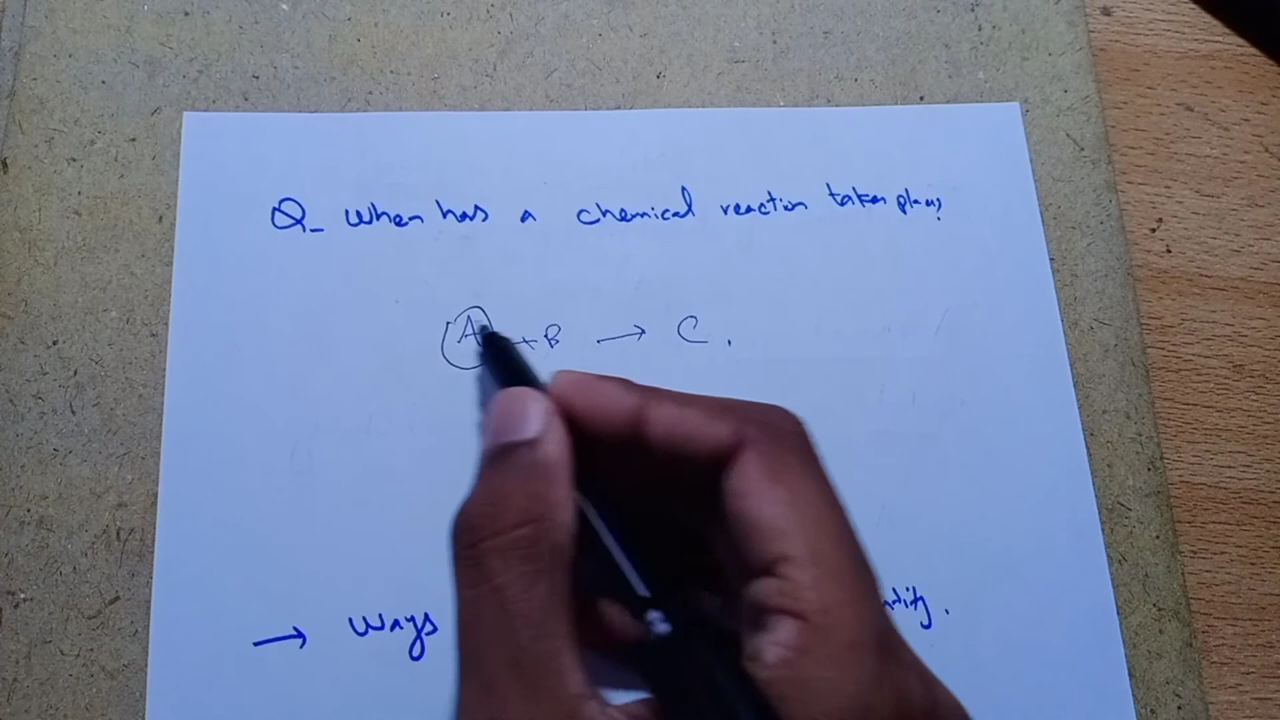 Q_ When has a chemical reaction taken place?
A + B → C.
→ Ways